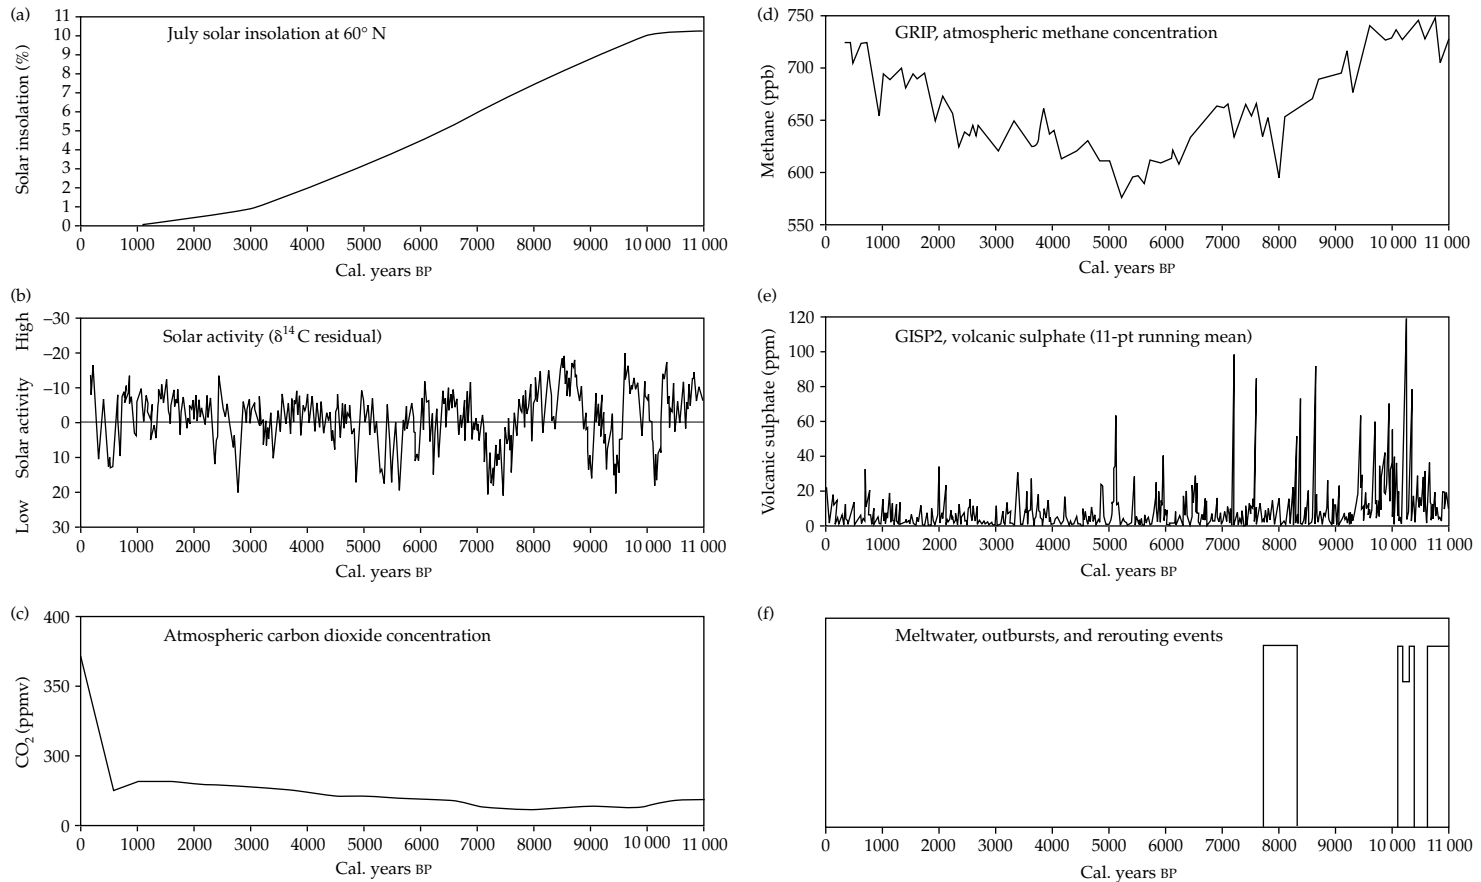 (a)
July solar insolation at 60° N
Solar insolation (%)
11
10
9
8
7
6
5
4
3
2
1
0
0 1000 2000 3000 4000 5000 6000 7000 8000 9000 10 000 11 000
Cal. years BP
(b)
Solar activity (δ¹⁴C residual)
Low Solar activity High
–30
–20
–10
0
10
20
30
0 1000 2000 3000 4000 5000 6000 7000 8000 9000 10 000 11 000
Cal. years BP
(c)
Atmospheric carbon dioxide concentration
CO₂ (ppmv)
400
350
300
0
0 1000 2000 3000 4000 5000 6000 7000 8000 9000 10 000 11 000
Cal. years BP
(d)
GRIP, atmospheric methane concentration
Methane (ppb)
750
700
650
600
550
0 1000 2000 3000 4000 5000 6000 7000 8000 9000 10 000 11 000
Cal. years BP
(e)
GISP2, volcanic sulphate (11-pt running mean)
Volcanic sulphate (ppm)
120
100
80
60
40
20
0
0 1000 2000 3000 4000 5000 6000 7000 8000 9000 10 000 11 000
Cal. years BP
(f)
Meltwater, outbursts, and rerouting events
0 1000 2000 3000 4000 5000 6000 7000 8000 9000 10 000 11 000
Cal. years BP